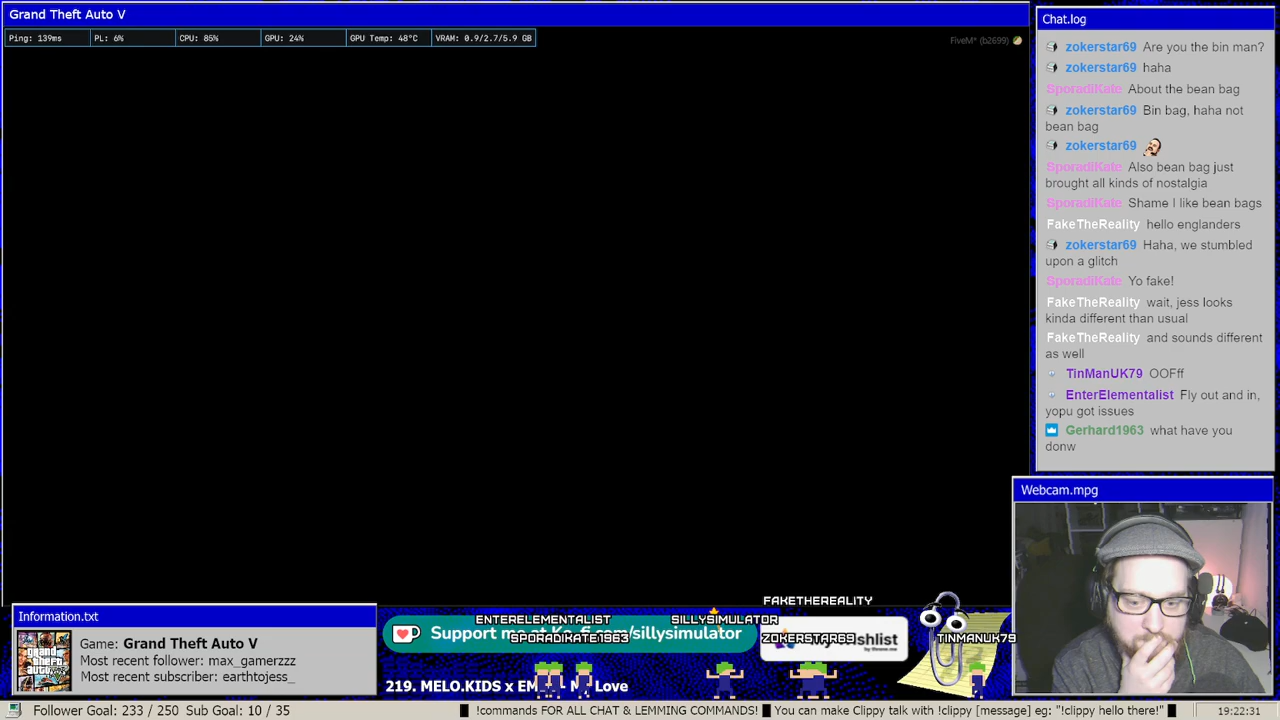 Grand Theft Auto V
Ping: 139ms PL: 6% CPU: 85% GPU: 24% GPU Temp: 48°C VRAM: 0.9/2.7/5.9 GB
FiveM* (b2699)
Chat.log
zokerstar69 Are you the bin man?
zokerstar69 haha
SporadiKate About the bean bag
zokerstar69 Bin bag, haha not
bean bag
zokerstar69
SporadiKate Also bean bag just
brought all kinds of nostalgia
SporadiKate Shame I like bean bags
FakeTheReality hello englanders
zokerstar69 Haha, we stumbled
upon a glitch
SporadiKate Yo fake!
FakeTheReality wait, jess looks
kinda different than usual
FakeTheReality and sounds different
as well
TinManUK79 OOFff
EnterElementalist Fly out and in,
yopu got issues
Gerhard1963 what have you
donw
Webcam.mpg
Information.txt
Game: Grand Theft Auto V
Most recent follower: max_gamerzzz
Most recent subscriber: earthtojess_
FAKETHEREALITY
ENTERELEMENTALIST SILLYSIMULATOR
Support me /sillysimulator
ZOKERSTAR69 TINMANUK79
219. MELO.KIDS x Love
Follower Goal: 233 / 250 Sub Goal: 10 / 35
!commands FOR ALL CHAT & LEMMING COMMANDS! You can make Clippy talk with !clippy [message] eg: "!clippy hello there!"
19:22:31